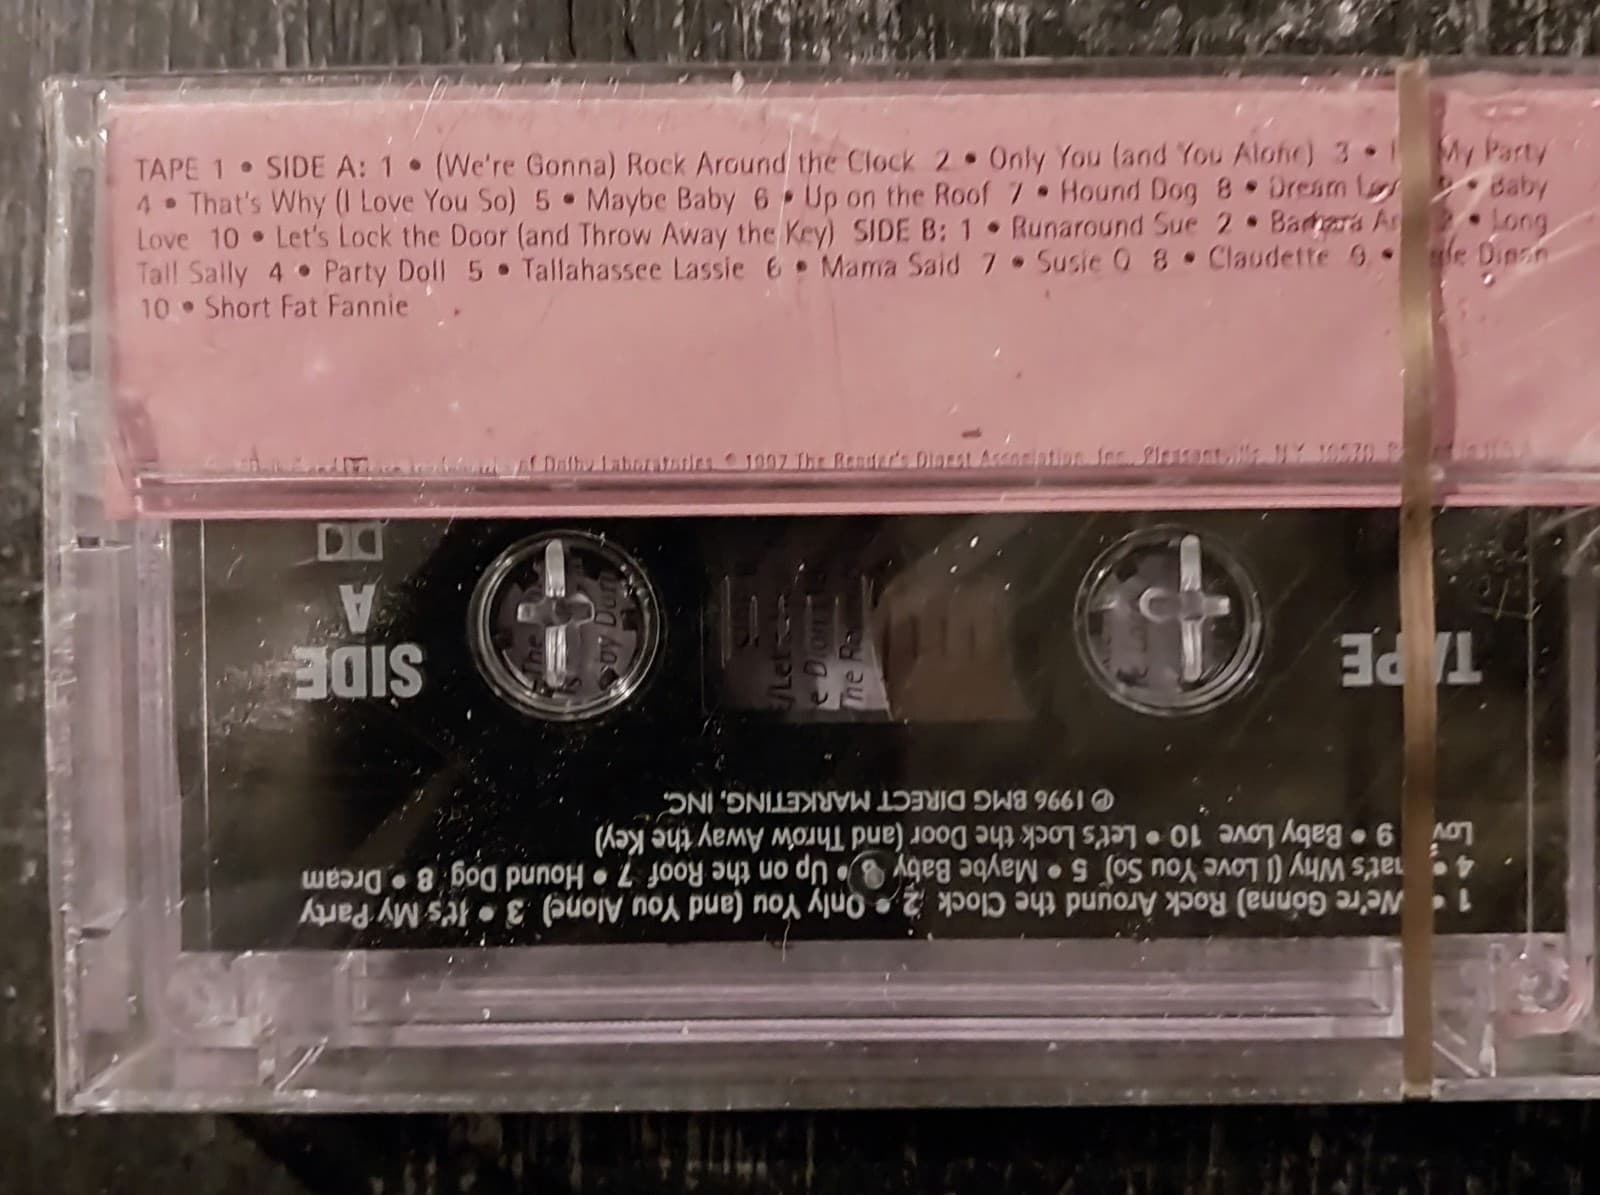 TAPE 1 • SIDE A: 1 • (We're Gonna) Rock Around the Clock 2 • Only You (and You Alone) 3 • My Party
4 • That's Why (I Love You So) 5 • Maybe Baby 6 • Up on the Roof 7 • Hound Dog 8 • Dream • Baby
Love 10 • Let's Lock the Door (and Throw Away the Key) SIDE B: 1 • Runaround Sue 2 • Barbara • Long
Tall Sally 4 • Party Doll 5 • Tallahassee Lassie 6 • Mama Said 7 • Susie Q 8 • Claudette 9 •
10 • Short Fat Fannie
of Dolby Laboratories © 1997 The Reader's Digest Association, Inc. Pleasantville, NY 10570
TAPE
SIDE
A
1 • We're Gonna) Rock Around the Clock 2 • Only You (and You Alone) 3 • It's My Party
4 • hat's Why (I Love You So) 5 • Maybe Baby 6 • Up on the Roof 7 • Hound Dog 8 • Dream
Lov 9 • Baby Love 10 • Let's Lock the Door (and Throw Away the Key)
℗ 1996 BMG DIRECT MARKETING, INC.